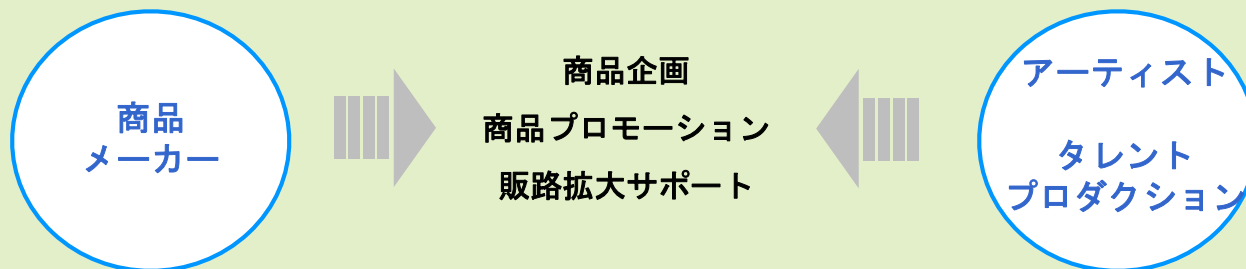 商品
メーカー
商品企画
商品プロモーション
販路拡大サポート
アーティスト
タレント
プロダクション